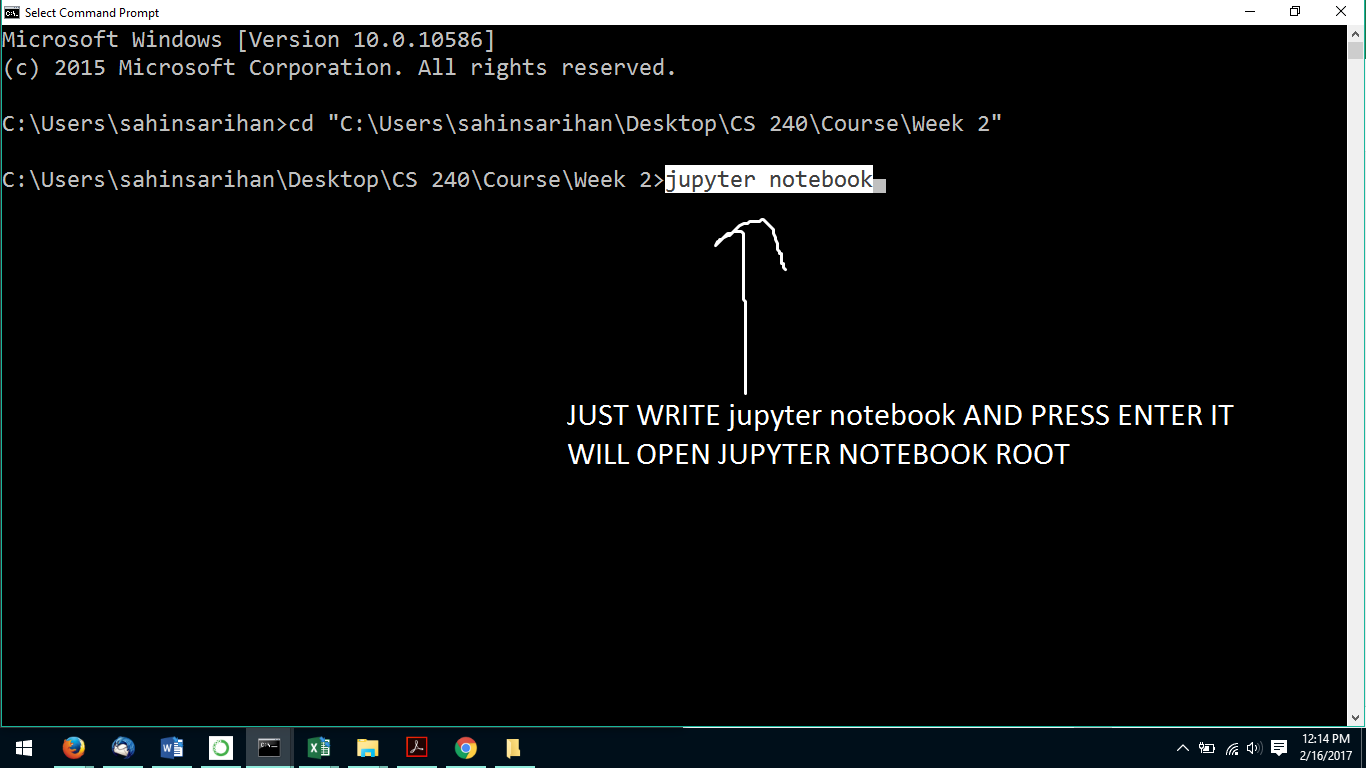 Select Command Prompt
Microsoft Windows [Version 10.0.10586]
(c) 2015 Microsoft Corporation. All rights reserved.
C:\Users\sahinsarihan>cd "C:\Users\sahinsarihan\Desktop\CS 240\Course\Week 2"
C:\Users\sahinsarihan\Desktop\CS 240\Course\Week 2>jupyter notebook
JUST WRITE jupyter notebook AND PRESS ENTER IT
WILL OPEN JUPYTER NOTEBOOK ROOT
12:14 PM
2/16/2017